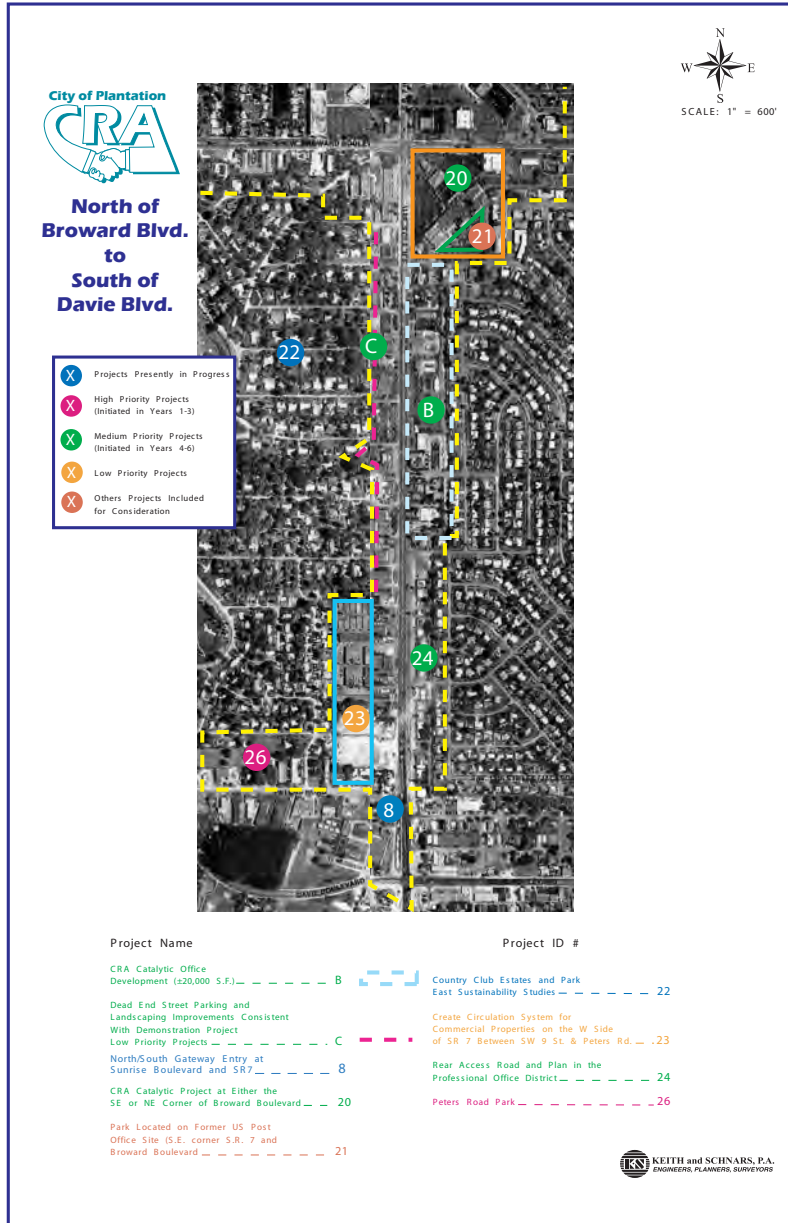 N
W E
S
SCALE: 1" = 600'
City of Plantation
CRA
North of
Broward Blvd.
to
South of
Davie Blvd.
X Projects Presently in Progress
X High Priority Projects
(Initiated in Years 1-3)
X Medium Priority Projects
(Initiated in Years 4-6)
X Low Priority Projects
X Others Projects Included
for Consideration
20
21
22
C
B
24
23
26
8
DAVIE BOULEVARD
Project Name Project ID #
CRA Catalytic Office
Development (±20,000 S.F.) B
Dead End Street Parking and
Landscaping Improvements Consistent
With Demonstration Project
Low Priority Projects C
North/South Gateway Entry at
Sunrise Boulevard and SR7 8
CRA Catalytic Project at Either the
SE or NE Corner of Broward Boulevard 20
Park Located on Former US Post
Office Site (S.E. corner S.R. 7 and
Broward Boulevard 21
Country Club Estates and Park
East Sustainability Studies 22
Create Circulation System for
Commercial Properties on the W Side
of SR 7 Between SW 9 St. & Peters Rd. 23
Rear Access Road and Plan in the
Professional Office District 24
Peters Road Park 26
KS KEITH and SCHNARS, P.A.
ENGINEERS, PLANNERS, SURVEYORS